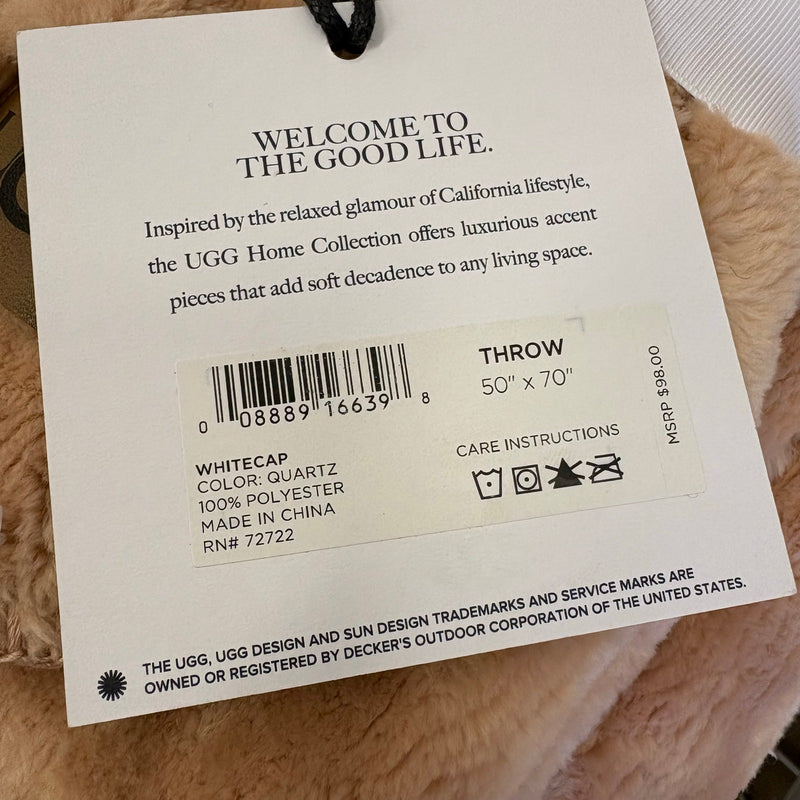 WELCOME TO
THE GOOD LIFE.
Inspired by the relaxed glamour of California lifestyle,
the UGG Home Collection offers luxurious accent
pieces that add soft decadence to any living space.
0 08889 16639 8
THROW
50" x 70"
MSRP $98.00
CARE INSTRUCTIONS
WHITECAP
COLOR: QUARTZ
100% POLYESTER
MADE IN CHINA
RN# 72722
THE UGG, UGG DESIGN AND SUN DESIGN TRADEMARKS AND SERVICE MARKS ARE
OWNED OR REGISTERED BY DECKER'S OUTDOOR CORPORATION OF THE UNITED STATES.